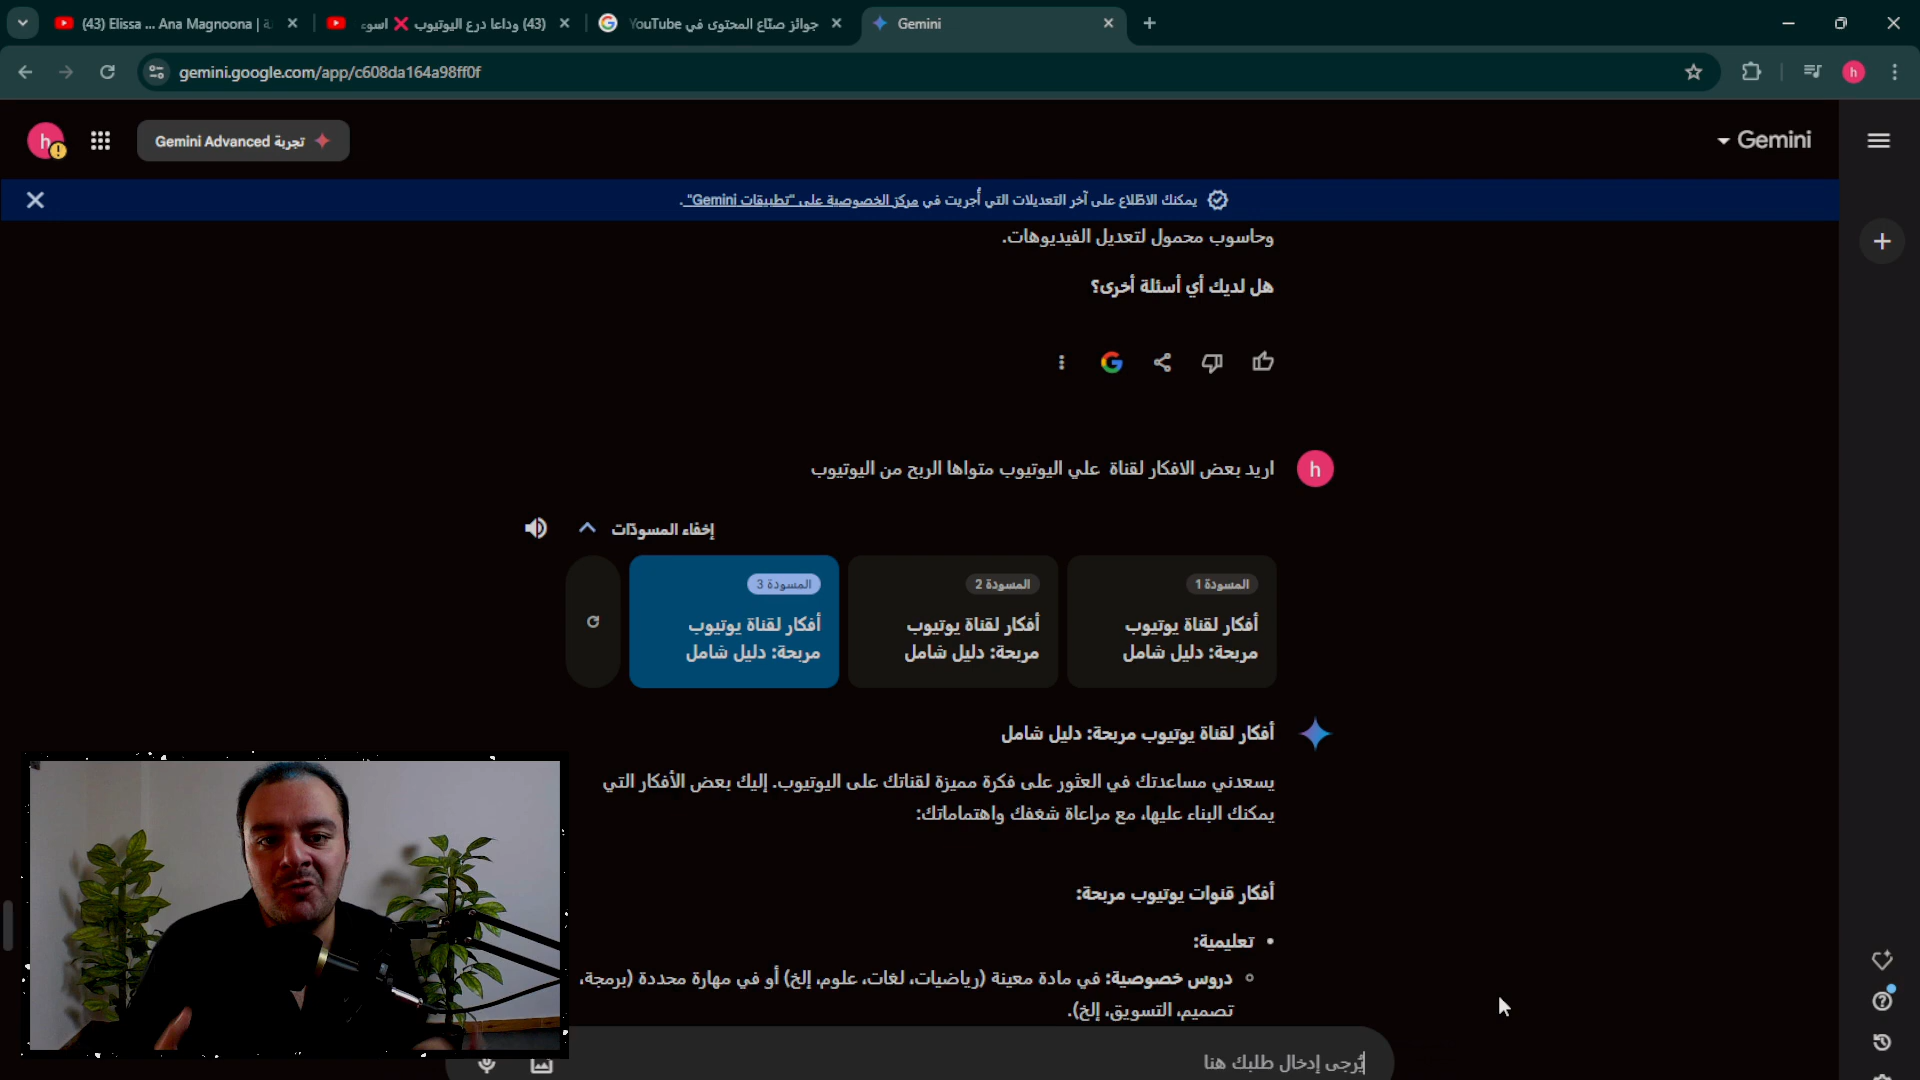 (43) Elissa ... Ana Magnoona |
(43) وداعا درع اليوتيوب ❌ اسوء
جوائز صنّاع المحتوى في YouTube
Gemini
gemini.google.com/app/c608da164a98ff0f
h
h
تجربة Gemini Advanced
Gemini
يمكنك الاطّلاع على آخر التعديلات التي أُجريت في مركز الخصوصية على "تطبيقات Gemini".
وحاسوب محمول لتعديل الفيديوهات.
هل لديك أي أسئلة أخرى؟
h
اريد بعض الافكار لقناة علي اليوتيوب متواها الربح من اليوتيوب
إخفاء المسودّات
المسودة 1
أفكار لقناة يوتيوب
مربحة: دليل شامل
المسودة 2
أفكار لقناة يوتيوب
مربحة: دليل شامل
المسودة 3
أفكار لقناة يوتيوب
مربحة: دليل شامل
أفكار لقناة يوتيوب مربحة: دليل شامل
يسعدني مساعدتك في العثور على فكرة مميزة لقناتك على اليوتيوب. إليك بعض الأفكار التي
يمكنك البناء عليها، مع مراعاة شغفك واهتماماتك:
أفكار قنوات يوتيوب مربحة:
• تعليمية:
○ دروس خصوصية: في مادة معينة (رياضيات، لغات، علوم، إلخ) أو في مهارة محددة (برمجة،
تصميم، التسويق، إلخ).
يُرجى إدخال طلبك هنا